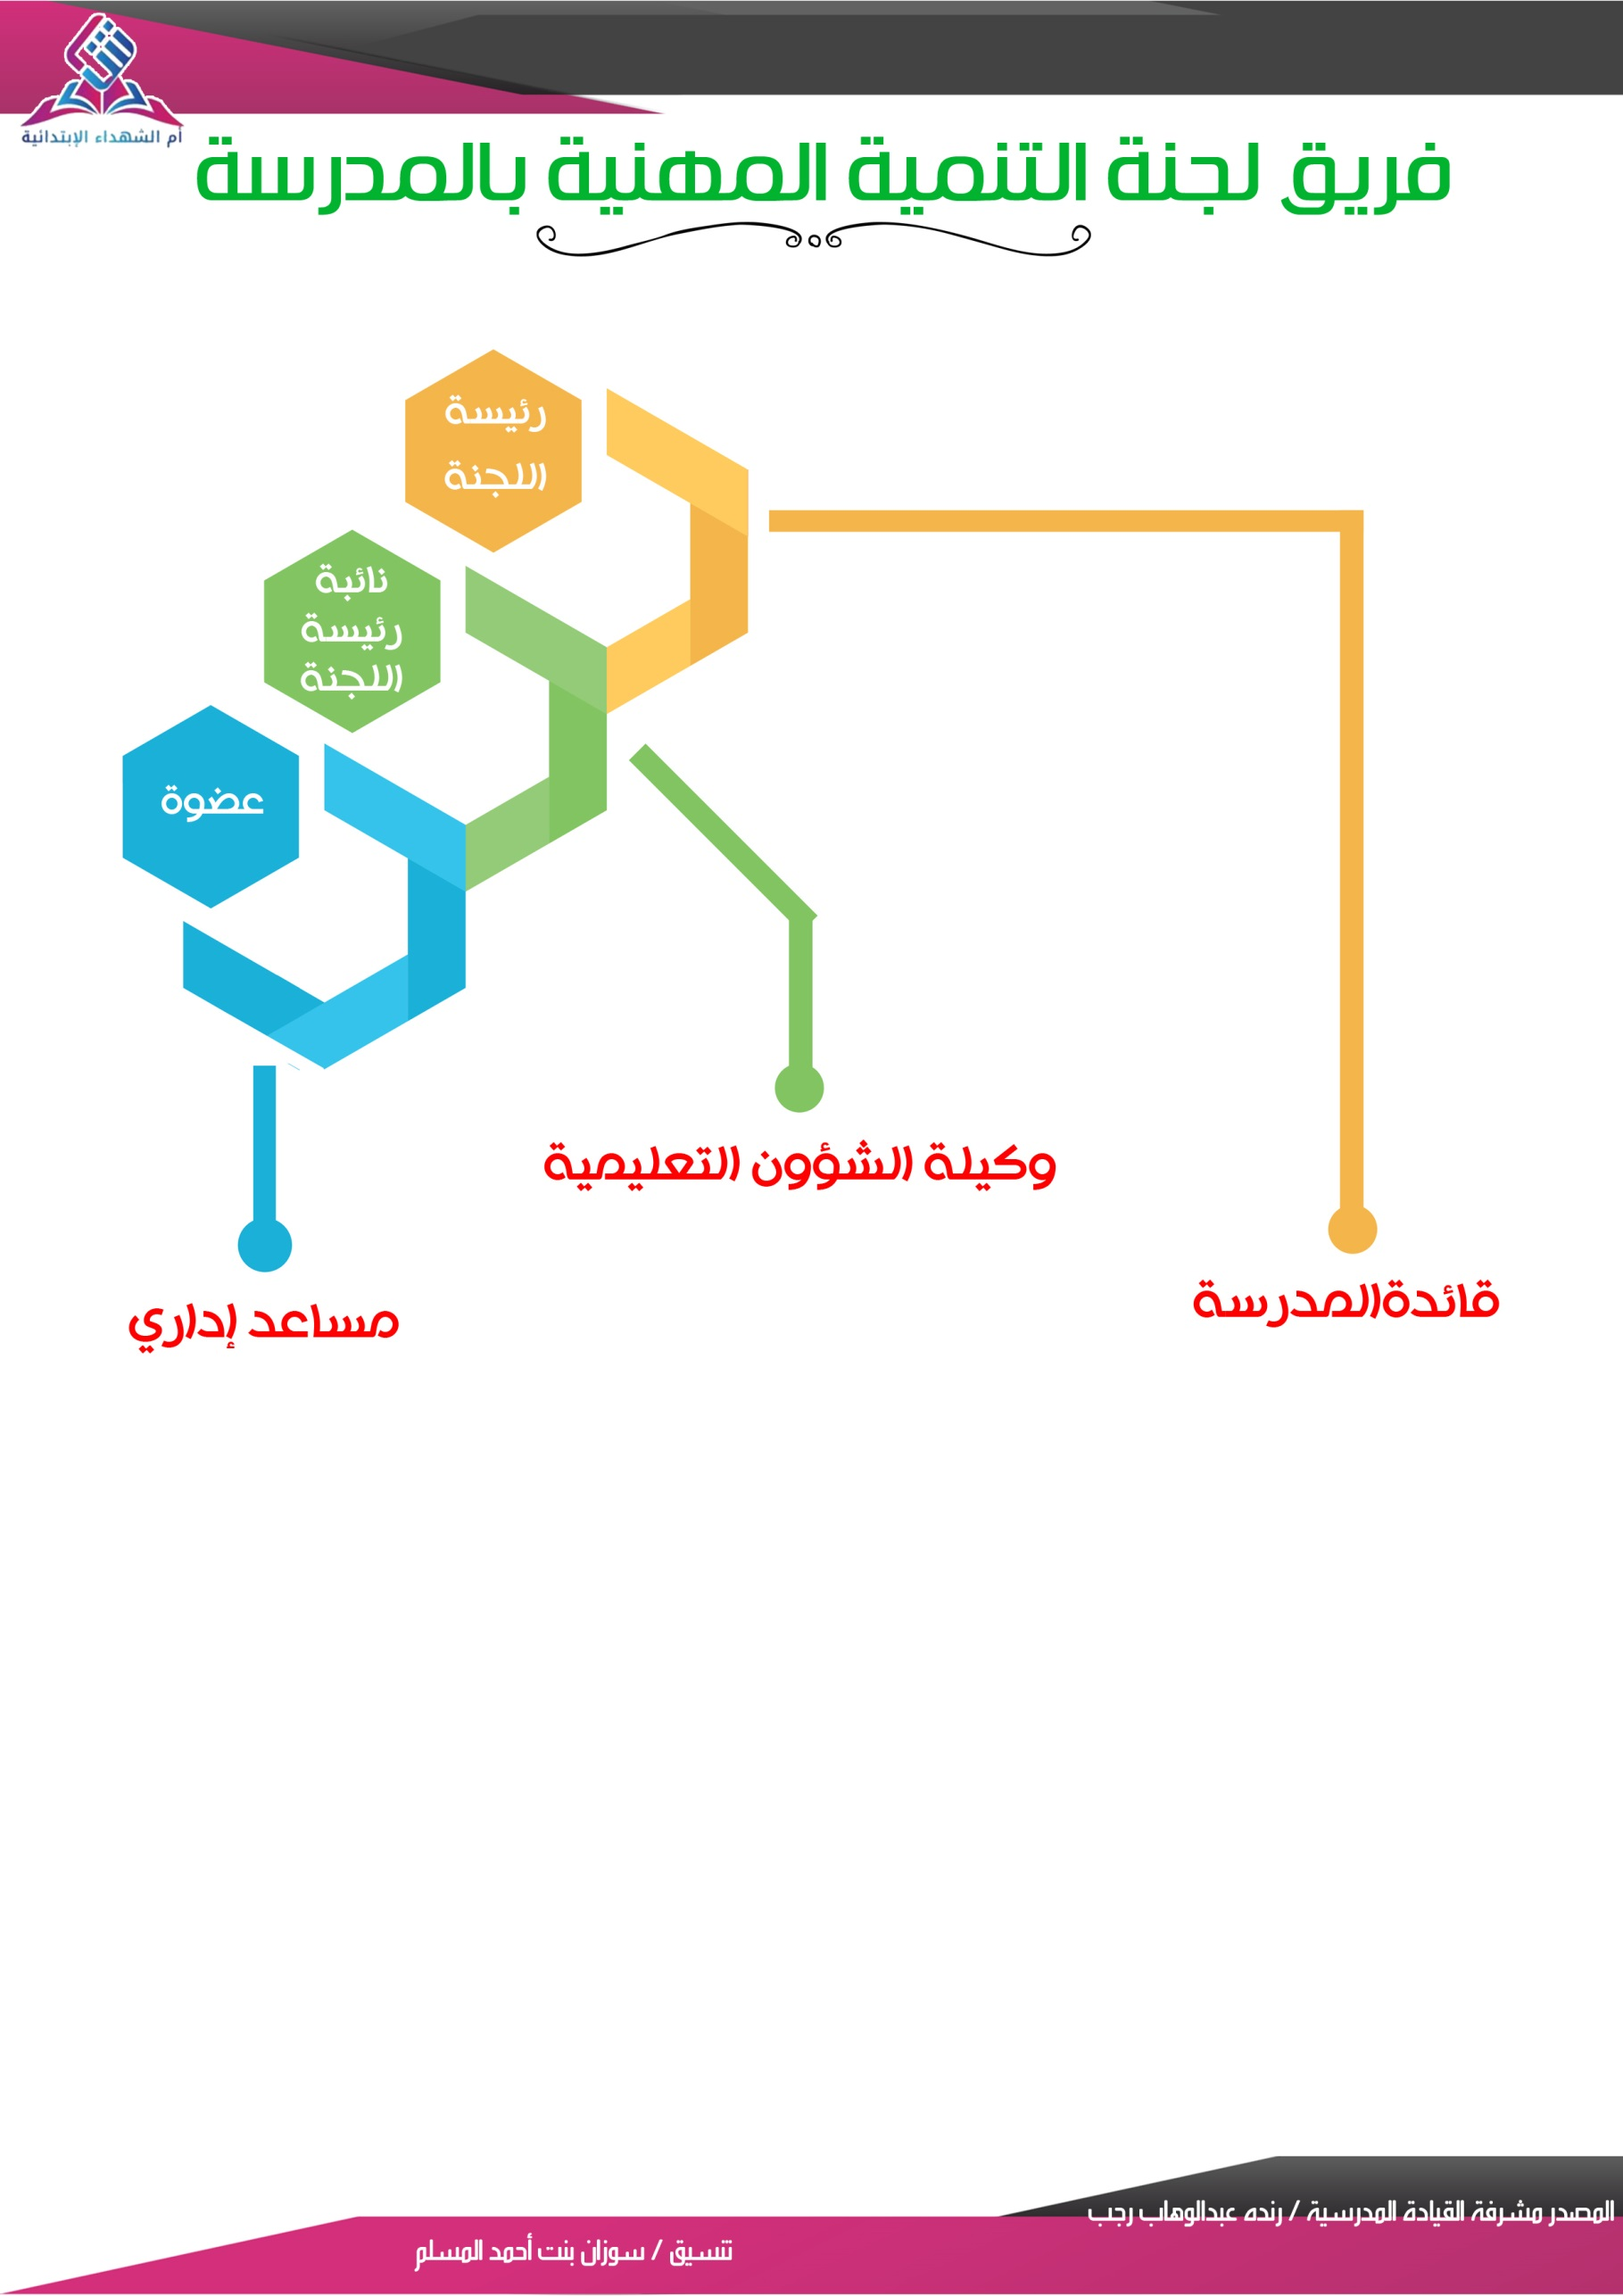 أم الشهداء الإبتدائية
فريق لجنة التنمية المهنية بالمدرسة
رئيسة
اللجنة
نائبة
رئيسة
اللجنة
عضوة
وكيلة الشؤون التعليمية
قائدةالمدرسة
مساعد إداري
المصدر مشرفة القيادة المدرسية / رنده عبدالوهاب رجب
تنسيق / سوزان بنت أحمد المسلم